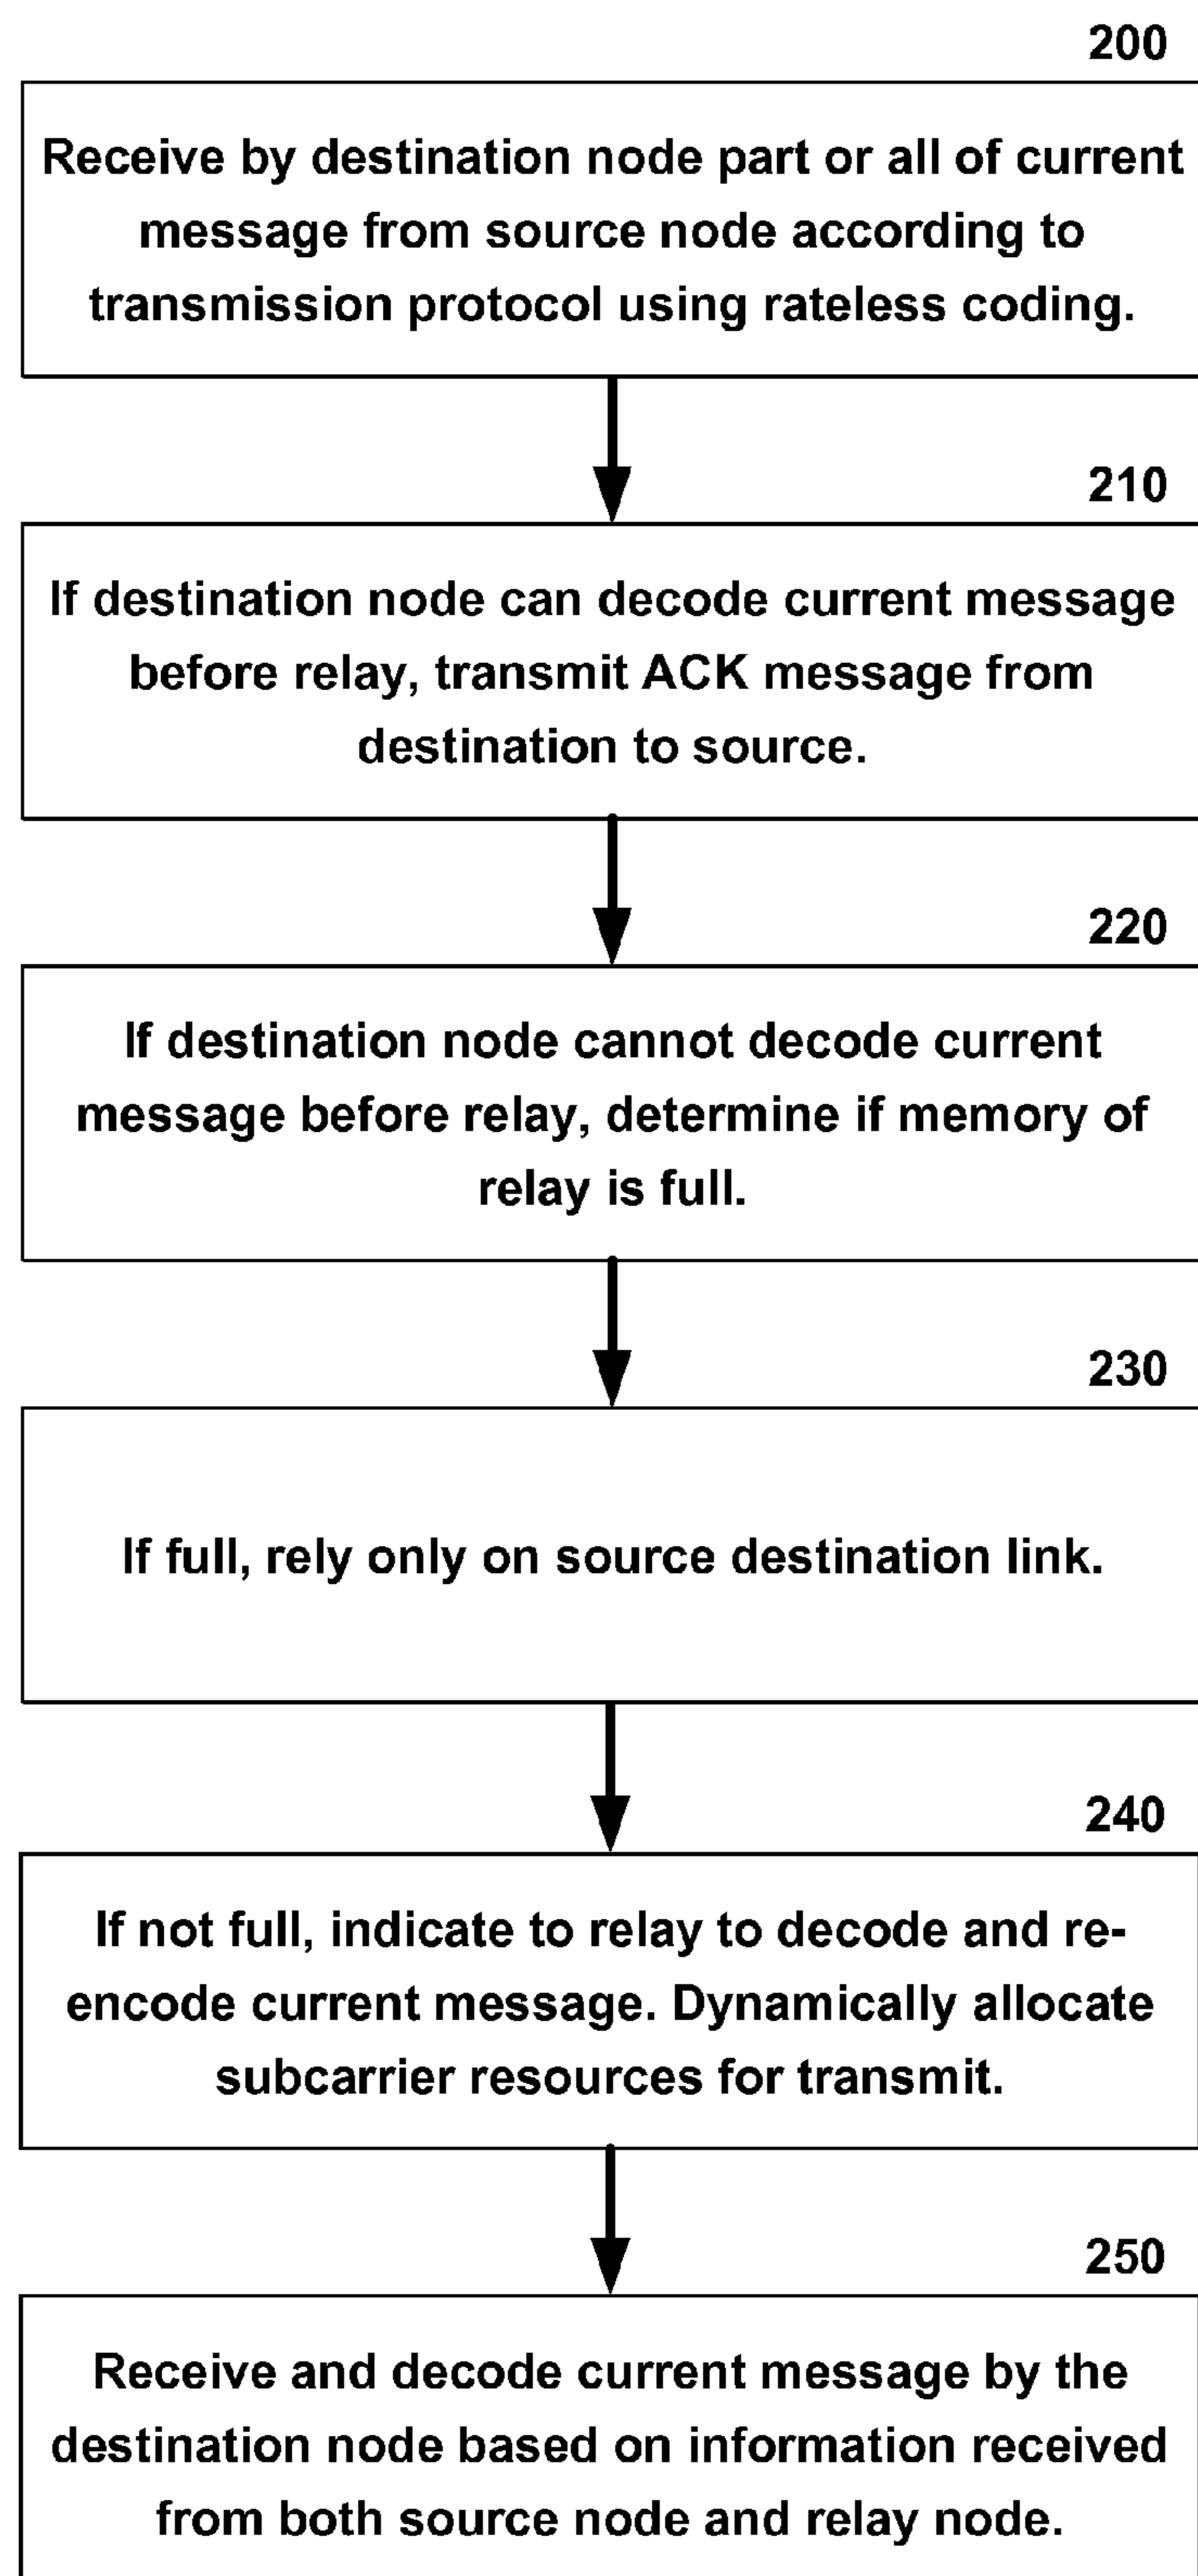 200
Receive by destination node part or all of current
message from source node according to
transmission protocol using rateless coding.
210
If destination node can decode current message
before relay, transmit ACK message from
destination to source.
220
If destination node cannot decode current
message before relay, determine if memory of
relay is full.
230
If full, rely only on source destination link.
240
If not full, indicate to relay to decode and re-
encode current message. Dynamically allocate
subcarrier resources for transmit.
250
Receive and decode current message by the
destination node based on information received
from both source node and relay node.